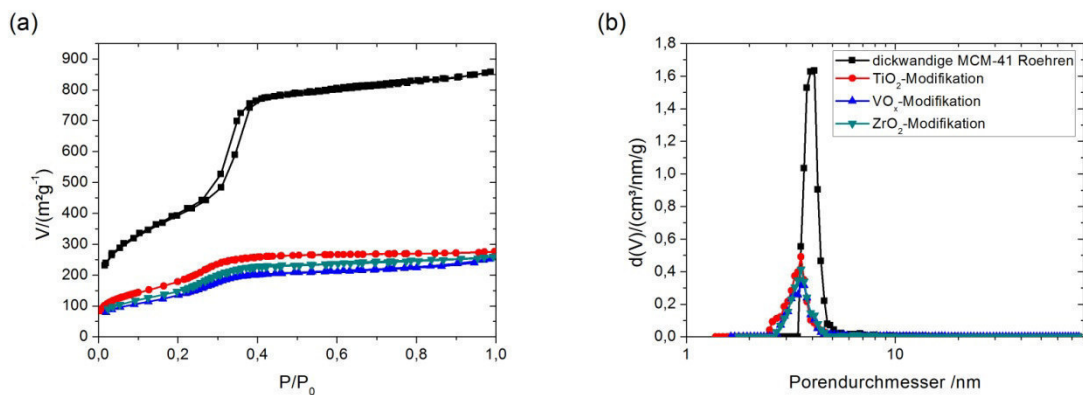 (a)
V/(m²g⁻¹)
900
800
700
600
500
400
300
200
100
0
0,0 0,2 0,4 0,6 0,8 1,0
P/P₀
(b)
d(V)/(cm³/nm/g)
1,8
1,6
1,4
1,2
1,0
0,8
0,6
0,4
0,2
0,0
dickwandige MCM-41 Roehren
TiO₂-Modifikation
VOₓ-Modifikation
ZrO₂-Modifikation
1 10
Porendurchmesser /nm